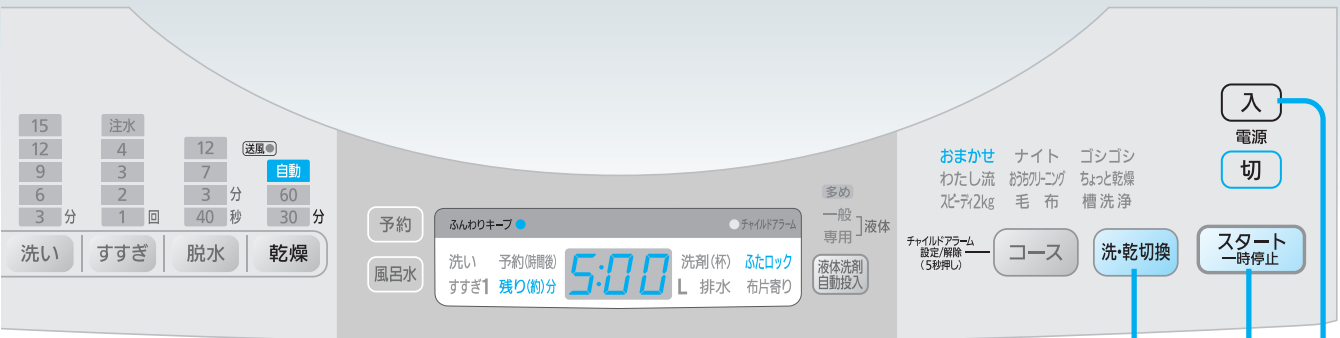 15
12
9
6
3 分
洗い
注水
4
3
2
1 回
すすぎ
12
7
3 分
40 秒
脱水
送風
自動
60
30 分
乾燥
予約
風呂水
ふんわりキープ
チャイルドアラーム
洗い 予約(時間後)
すすぎ1 残り(約)分
5:00
L
洗剤(杯) ふたロック
排水 布片寄り
多め
一般
専用
液体
液体洗剤
自動投入
おまかせ ナイト ゴシゴシ
わたし流 おうちクリーニング ちょっと乾燥
スピーディ2kg 毛布 槽洗浄
チャイルドアラーム
設定/解除
(5秒押し)
コース
洗・乾切換
入
電源
切
スタート
一時停止